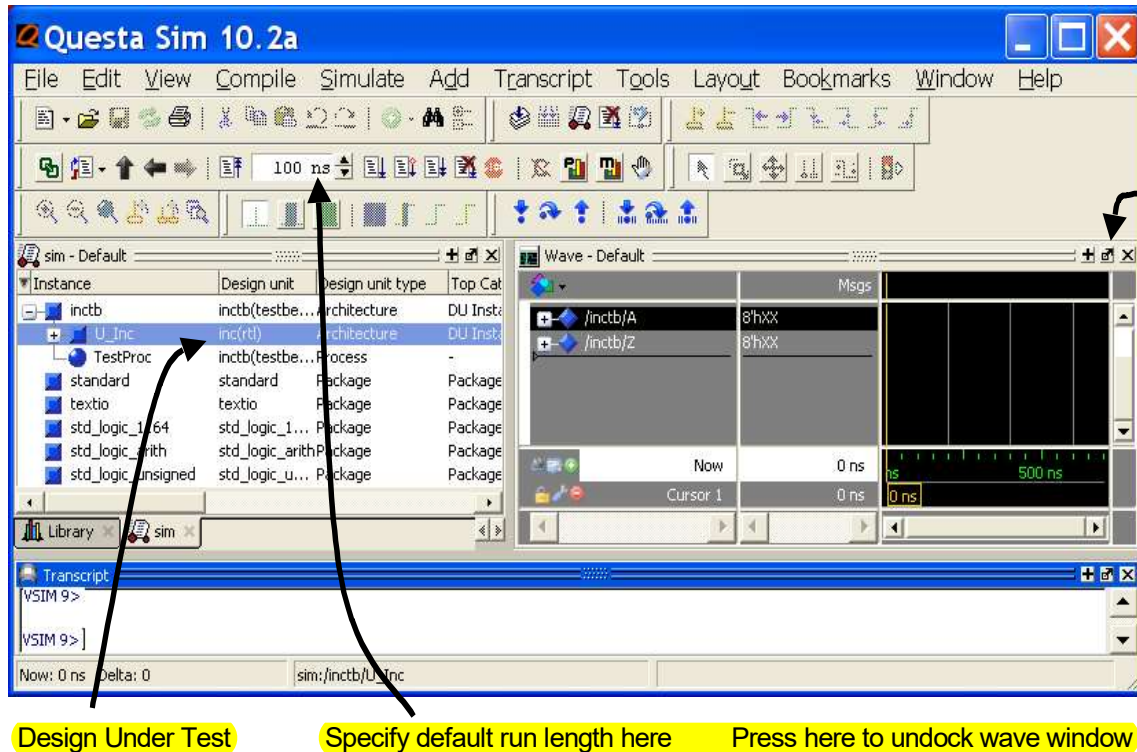 Questa Sim 10.2a
File Edit View Compile Simulate Add Transcript Tools Layout Bookmarks Window Help
100 ns
sim - Default
Instance Design unit Design unit type Top Cat
inctb inctb(testbe... Architecture DU Insta
U_Inc inc(rtl) Architecture DU Insta
TestProc inctb(testbe... Process -
standard standard Package Package
textio textio Package Package
std_logic_1164 std_logic_1... Package Package
std_logic_arith std_logic_arith Package Package
std_logic_unsigned std_logic_u... Package Package
Library sim
Wave - Default
Msgs
/inctb/A 8'hXX
/inctb/Z 8'hXX
Now 0 ns ns 500 ns
Cursor 1 0 ns 0 ns
Transcript
VSIM 9>
VSIM 9>
Now: 0 ns Delta: 0 sim:/inctb/U_Inc
Design Under Test Specify default run length here Press here to undock wave window